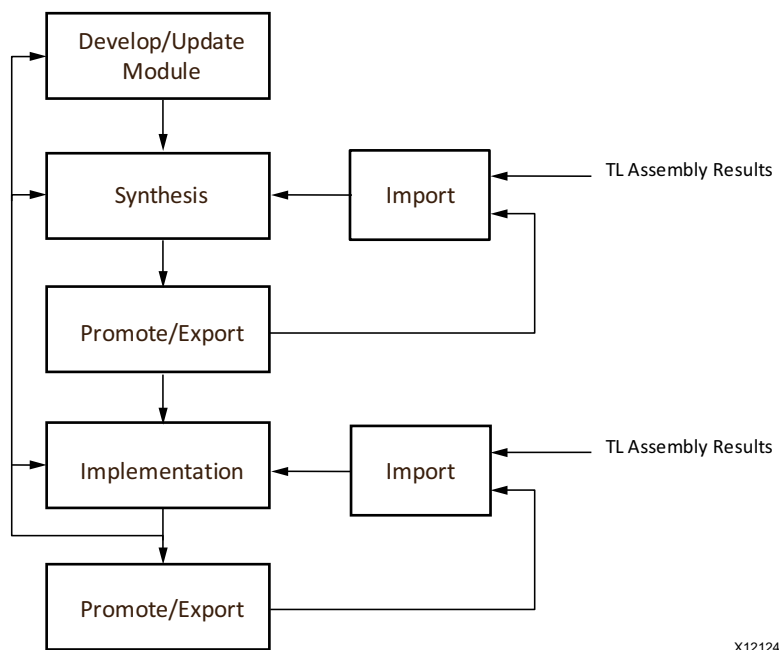 Develop/Update
Module
Synthesis
Import
TL Assembly Results
Promote/Export
Implementation
Import
TL Assembly Results
Promote/Export
X12124